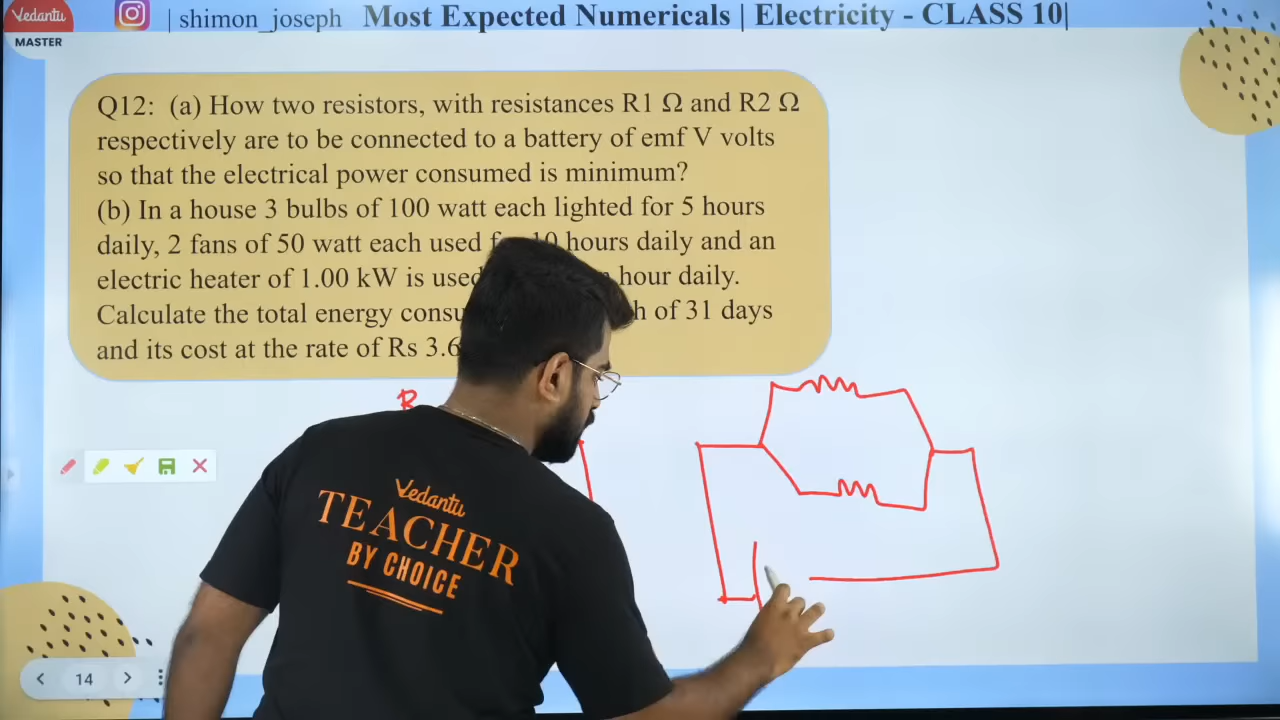 Vedantu
MASTER
| shimon_joseph
Most Expected Numericals | Electricity - CLASS 10|
Q12: (a) How two resistors, with resistances R1 Ω and R2 Ω
respectively are to be connected to a battery of emf V volts
so that the electrical power consumed is minimum?
(b) In a house 3 bulbs of 100 watt each lighted for 5 hours
daily, 2 fans of 50 watt each used 10 hours daily and an
electric heater of 1.00 kW is used hour daily.
Calculate the total energy of 31 days
and its cost at the rate of Rs 3.6
R
Vedantu
TEACHER
BY CHOICE
14